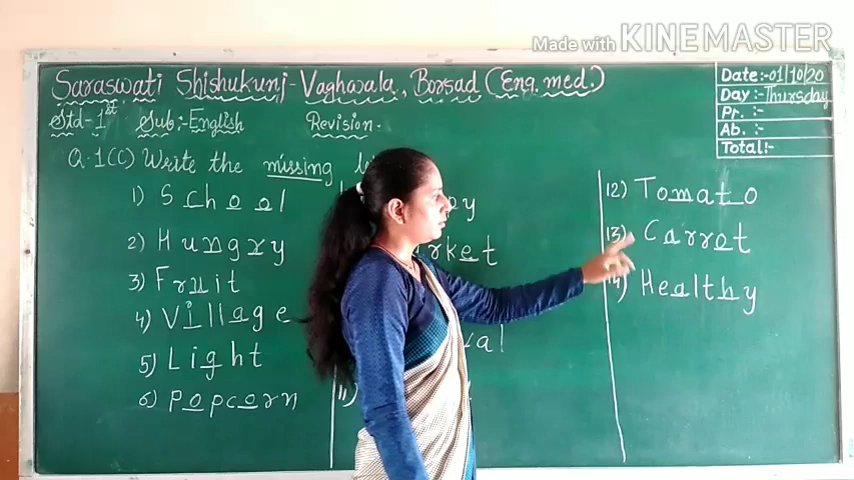 Made with KINEMASTER
Saraswati Shishukunj-Vagharala, Borsad (Eng. med.)
Date:-01/10/20
Day:-Thursday
Pr. :-
Ab. :-
Total:-
Std-1st Sub:-English Revision.
Q.1(C) Write the missing
1) School
2) Hungry
3) Fruit
4) Village
5) Light
6) Popcorn
12) Tomato
13) Carrot
14) Healthy